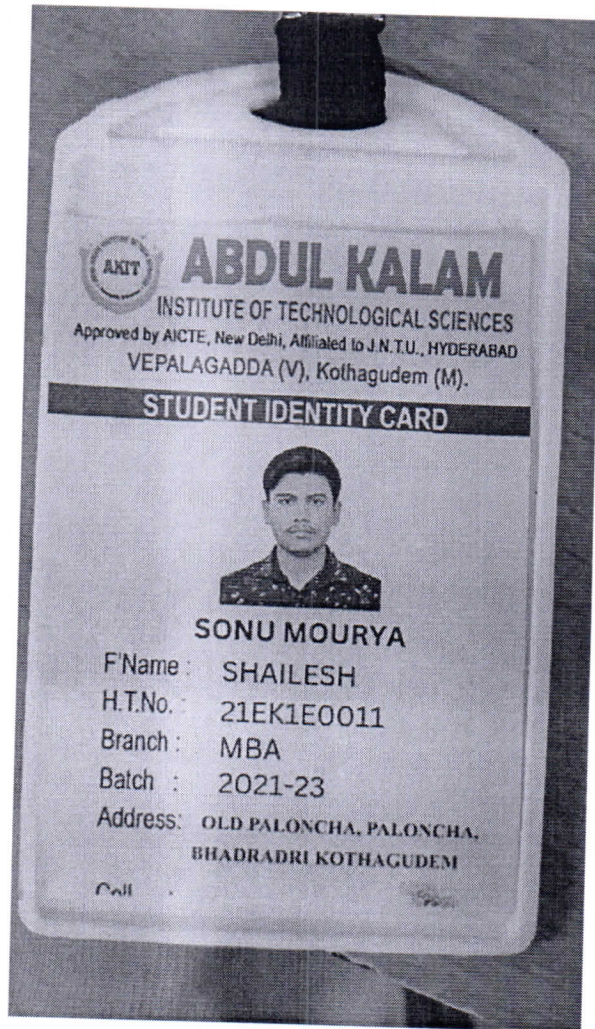 AKIT
ABDUL KALAM
INSTITUTE OF TECHNOLOGICAL SCIENCES
Approved by AICTE, New Delhi, Affiliated to J.N.T.U., HYDERABAD
VEPALAGADDA (V), Kothagudem (M).
STUDENT IDENTITY CARD
SONU MOURYA
F'Name : SHAILESH
H.T.No. : 21EK1E0011
Branch : MBA
Batch : 2021-23
Address: OLD PALONCHA, PALONCHA,
BHADRADRI KOTHAGUDEM
Cell :